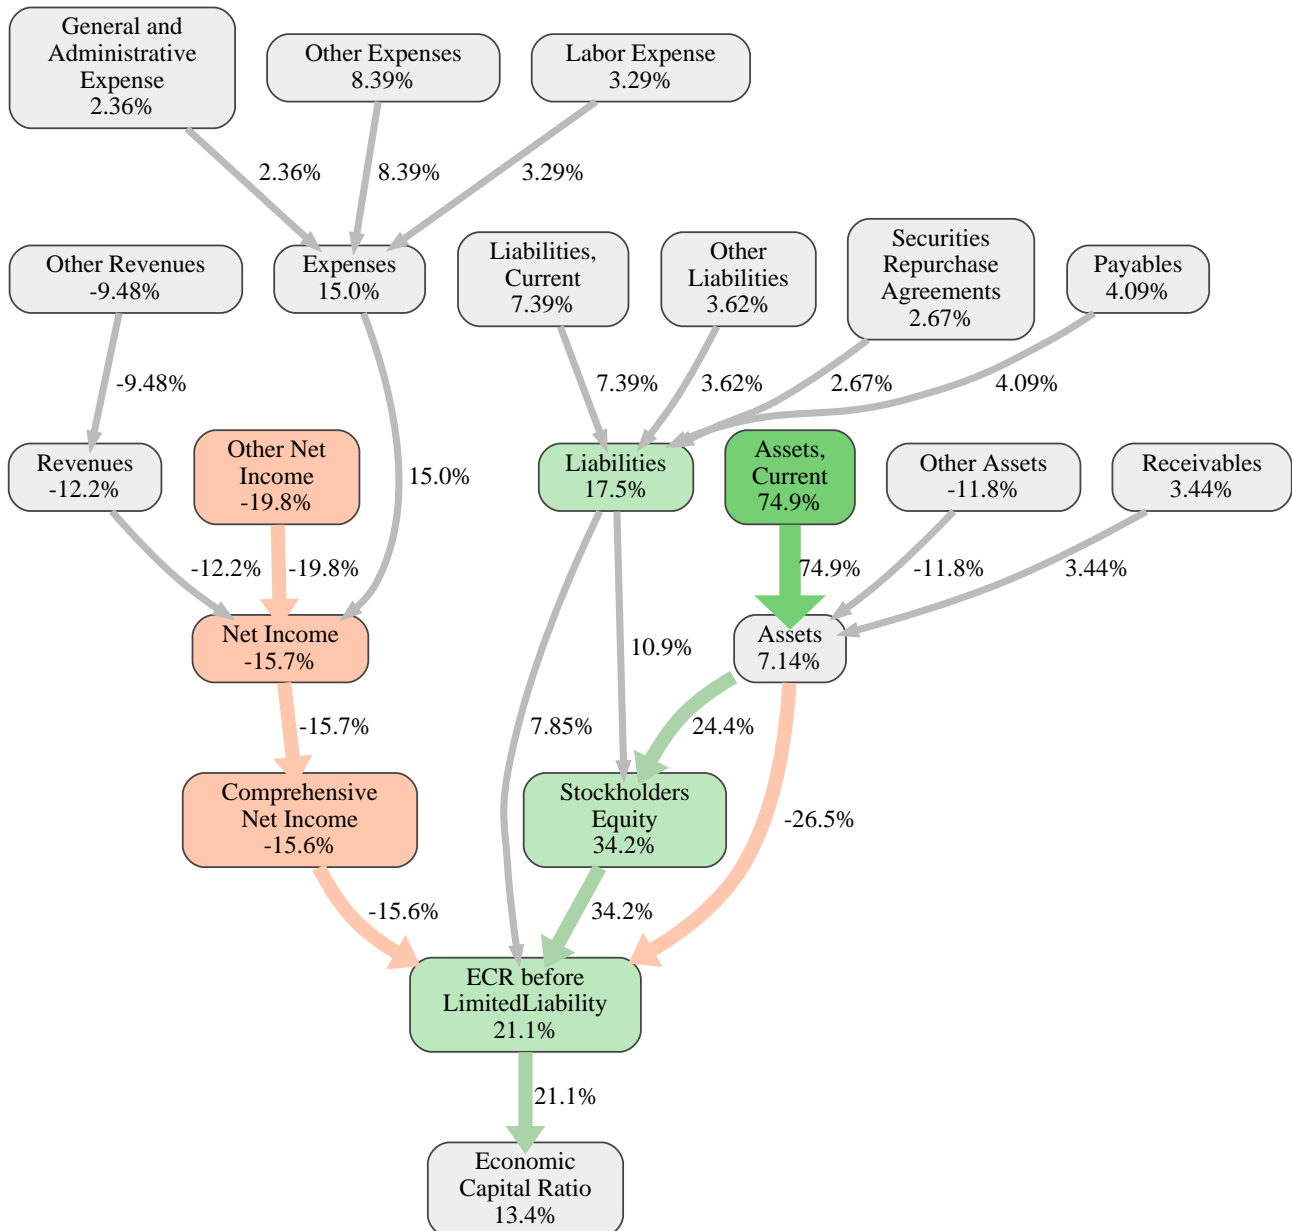 General and
Administrative
Expense
2.36%
Other Expenses
8.39%
Labor Expense
3.29%
2.36%
8.39%
3.29%
Other Revenues
-9.48%
Expenses
15.0%
Liabilities,
Current
7.39%
Other
Liabilities
3.62%
Securities
Repurchase
Agreements
2.67%
Payables
4.09%
-9.48%
7.39%
3.62%
2.67%
4.09%
Revenues
-12.2%
Other Net
Income
-19.8%
15.0%
Liabilities
17.5%
Assets,
Current
74.9%
Other Assets
-11.8%
Receivables
3.44%
-12.2%
-19.8%
74.9%
-11.8%
3.44%
Net Income
-15.7%
10.9%
Assets
7.14%
-15.7%
7.85%
24.4%
Comprehensive
Net Income
-15.6%
Stockholders
Equity
34.2%
-26.5%
-15.6%
34.2%
ECR before
LimitedLiability
21.1%
21.1%
Economic
Capital Ratio
13.4%